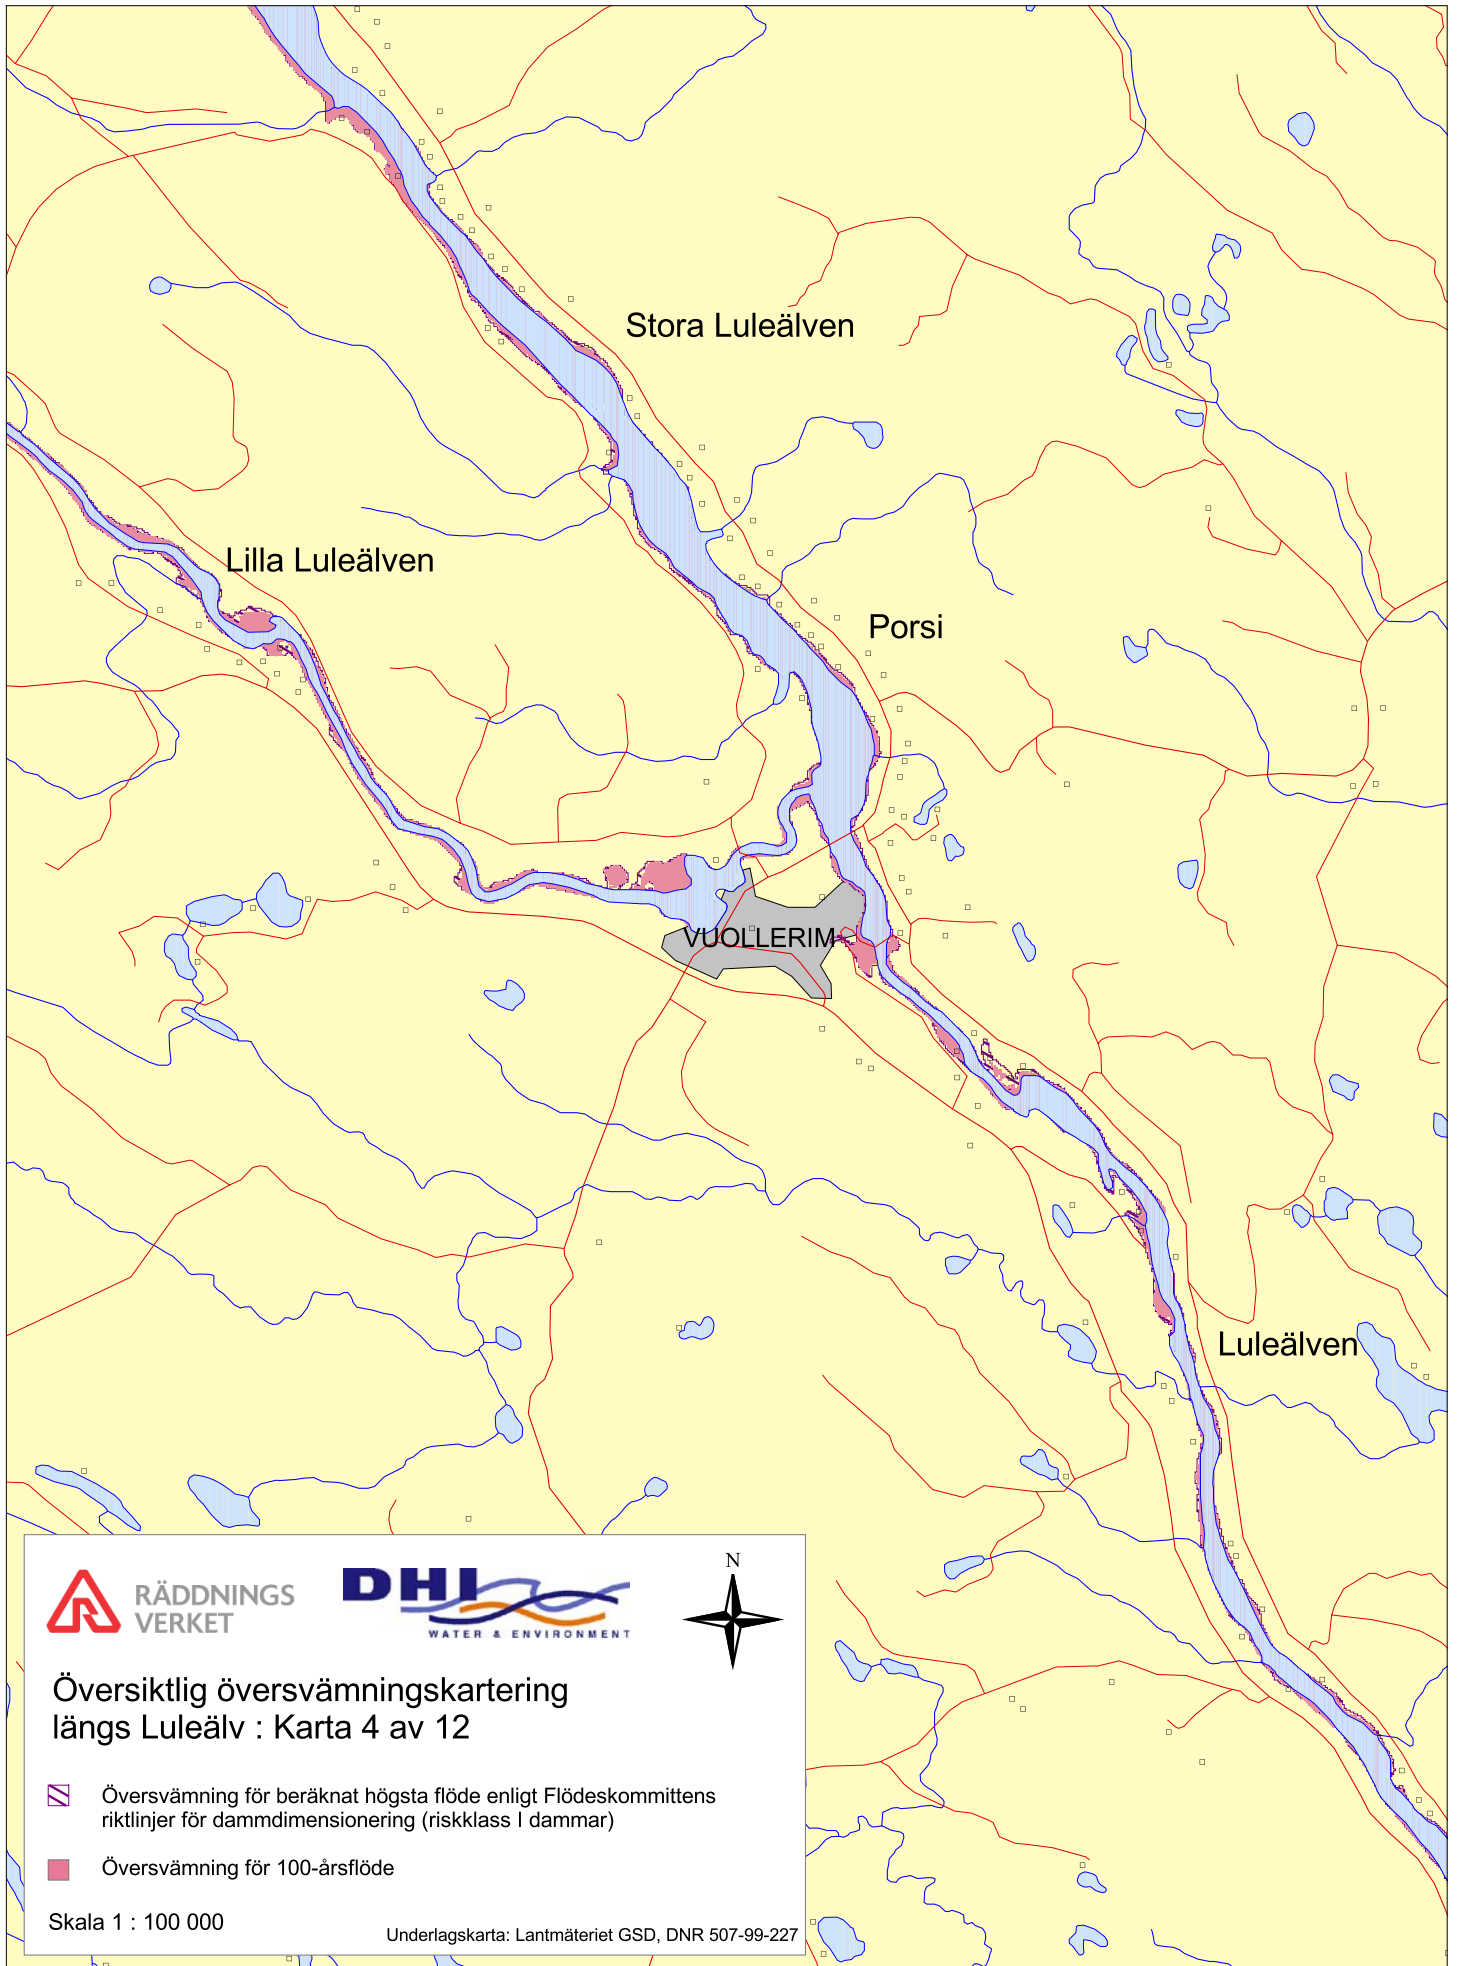 Stora Luleälven
Lilla Luleälven
Porsi
VUOLLERIM
Luleälven
RÄDDNINGS
VERKET
DHI
WATER & ENVIRONMENT
N
Översiktlig översvämningskartering
längs Luleälv : Karta 4 av 12
Översvämning för beräknat högsta flöde enligt Flödeskommittens
riktlinjer för dammdimensionering (riskklass I dammar)
Översvämning för 100-årsflöde
Skala 1 : 100 000
Underlagskarta: Lantmäteriet GSD, DNR 507-99-227